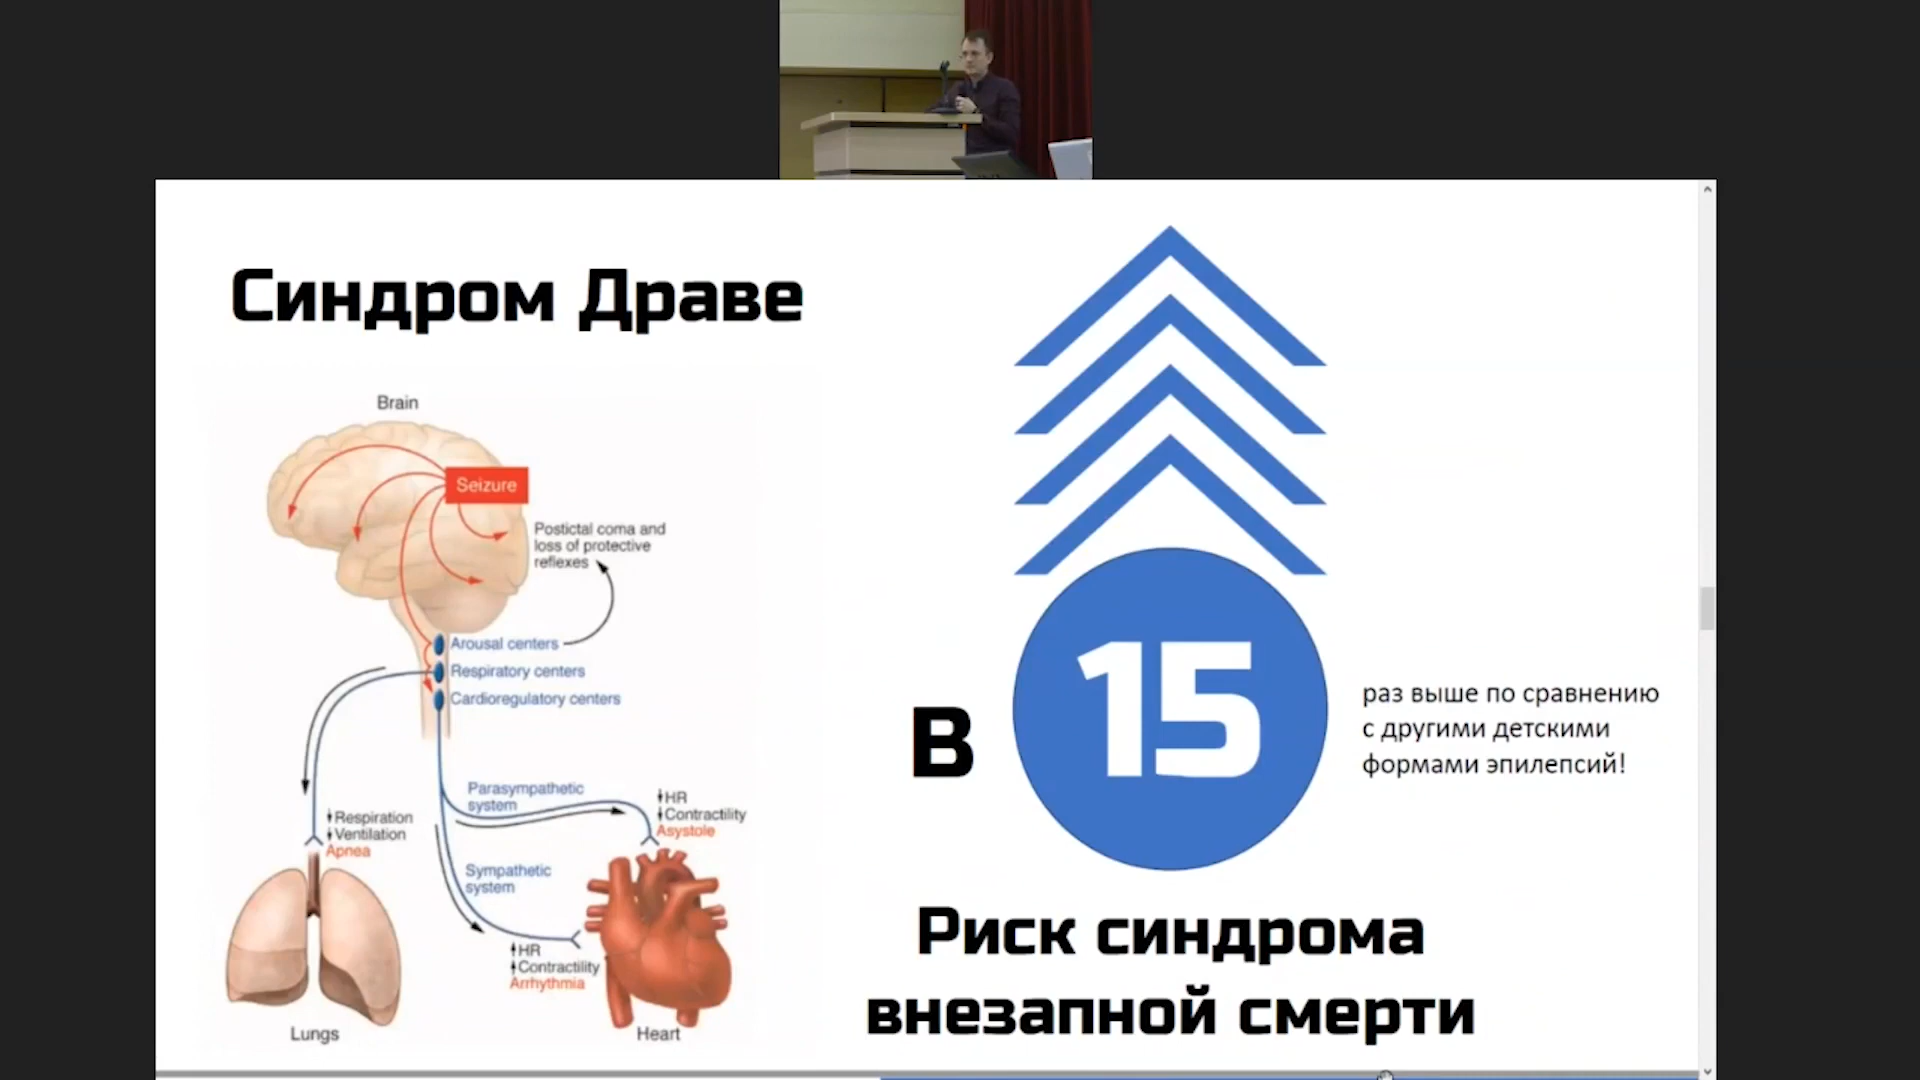 Синдром Драве
Brain
Seizure
Postictal coma and
loss of protective
reflexes
Arousal centers
Respiratory centers
Cardioregulatory centers
Parasympathetic
system
HR
Contractility
Asystole
Respiration
Ventilation
Apnea
Sympathetic
system
HR
Contractility
Arrhythmia
Lungs
Heart
В 15
раз выше по сравнению
с другими детскими
формами эпилепсий!
Риск синдрома
внезапной смерти